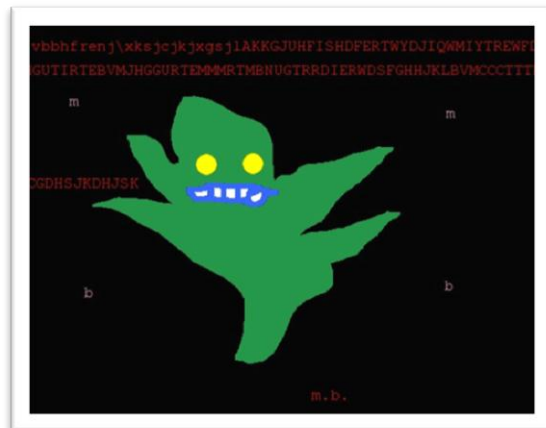 vbbhfrenj\xksjcjkjxgsjlAKKGJUHFISHDFERTWYDJIQWMIYTREWF
GUTIRTEBVMJHGGURTEMMMRTMBNUGTRRDIERWDSFGHHJKLBVMCCCTTT
m
m
CGDHSJKDHJSK
b
b
m.b.